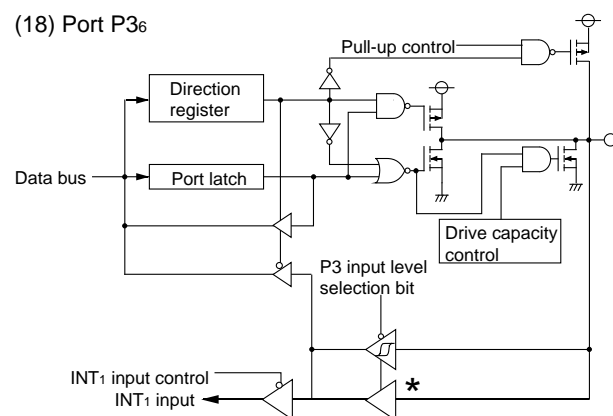 (18) Port P3₆
Pull-up control
Direction
register
Data bus
Port latch
Drive capacity
control
P3 input level
selection bit
*
INT₁ input control
INT₁ input